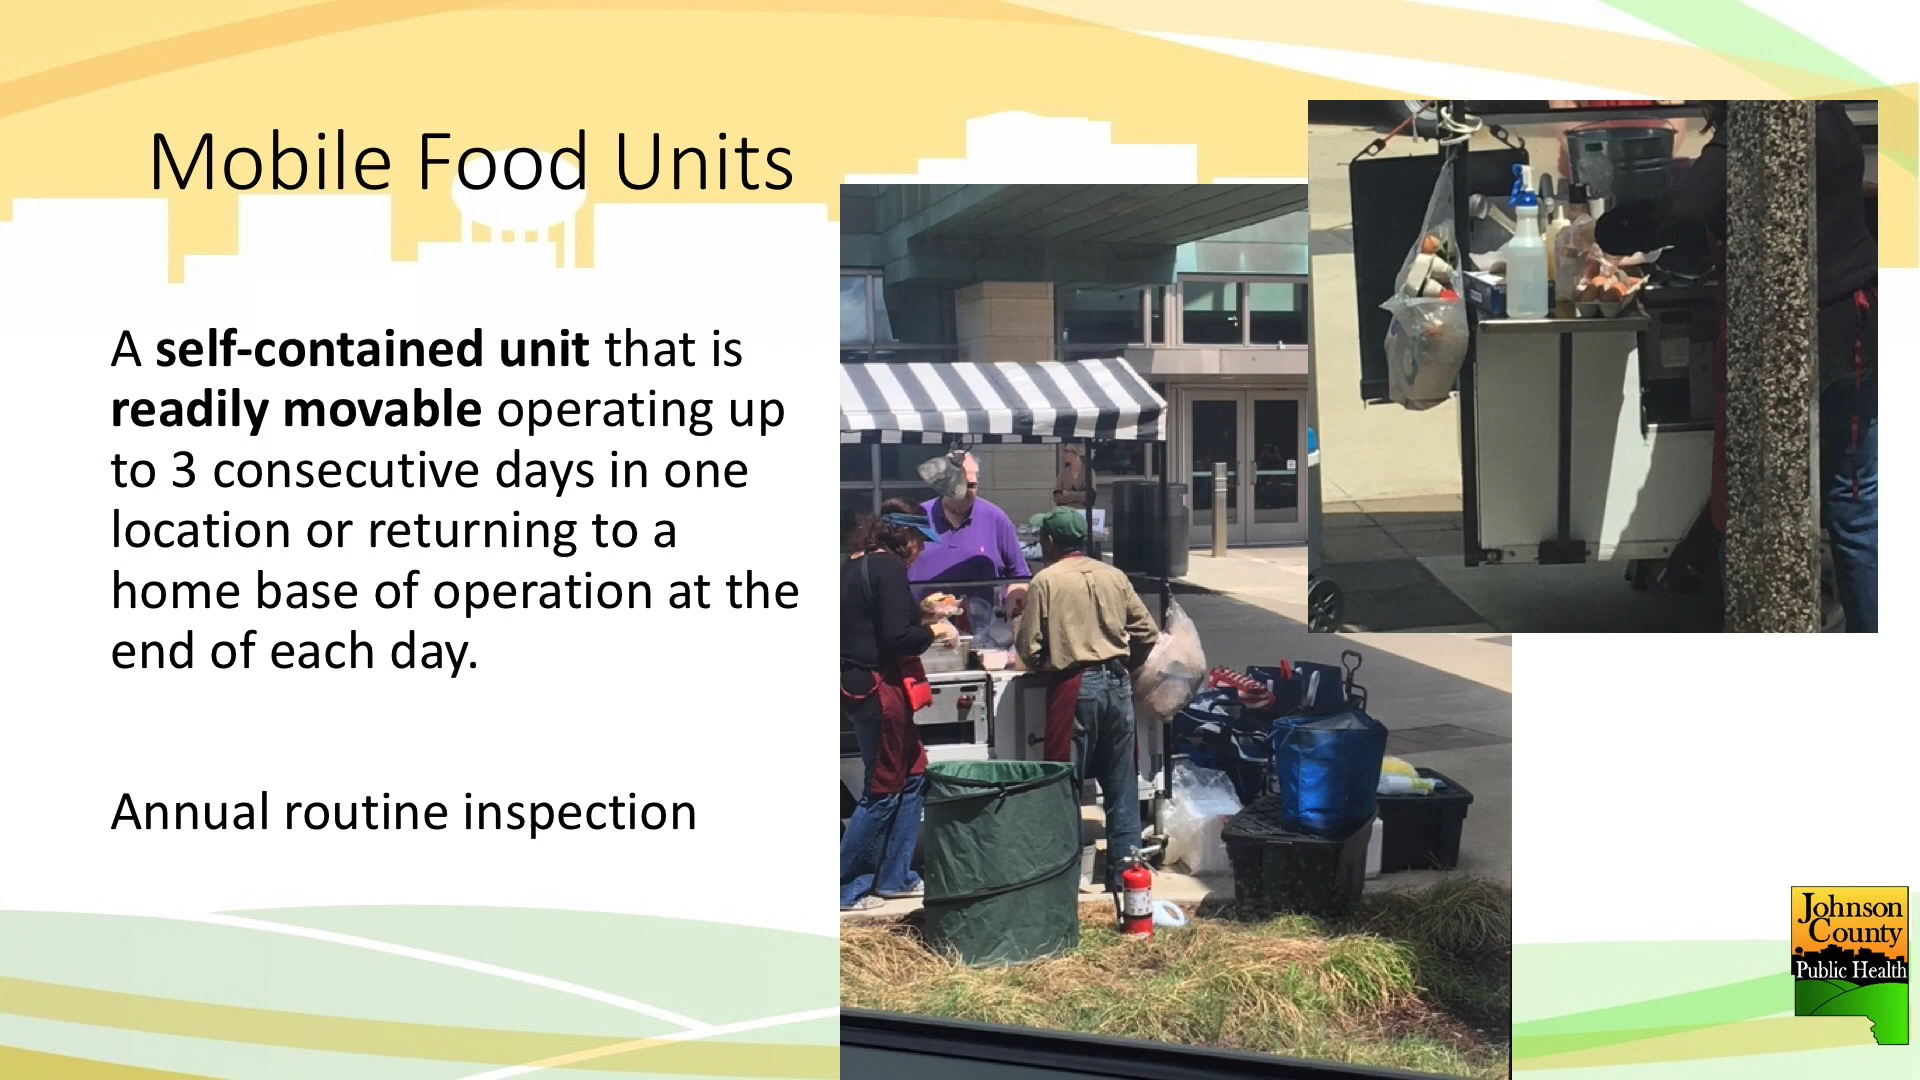 Mobile Food Units
A self-contained unit that is
readily movable operating up
to 3 consecutive days in one
location or returning to a
home base of operation at the
end of each day.
Annual routine inspection
Johnson
County
Public Health